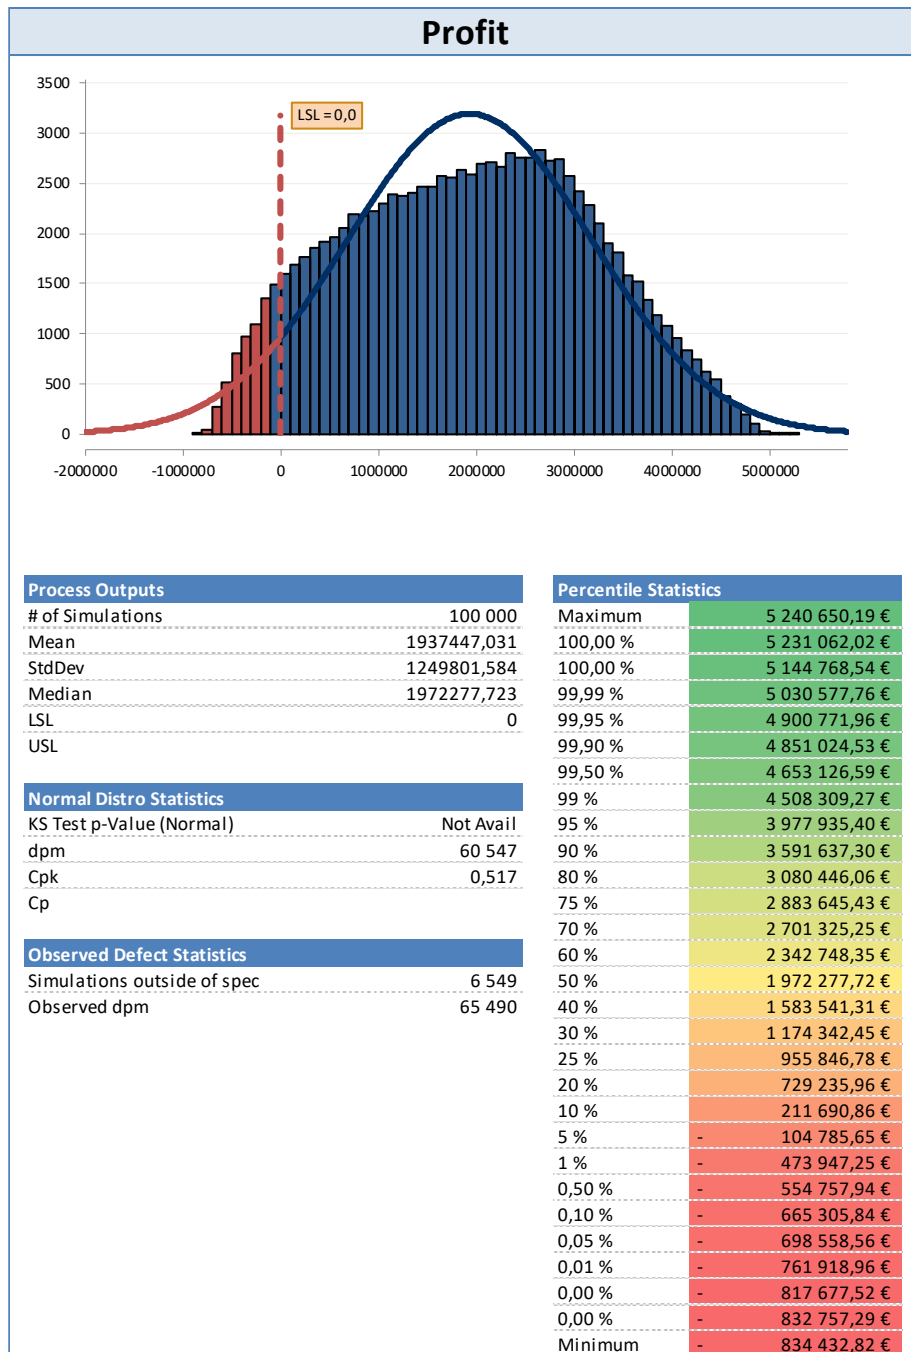 Profit
3500
3000
2500
2000
1500
1000
500
0
LSL = 0,0
-2000000 -1000000 0 1000000 2000000 3000000 4000000 5000000
Process Outputs
# of Simulations 100 000
Mean 1937447,031
StdDev 1249801,584
Median 1972277,723
LSL 0
USL
Normal Distro Statistics
KS Test p-Value (Normal) Not Avail
dpm 60 547
Cpk 0,517
Cp
Observed Defect Statistics
Simulations outside of spec 6 549
Observed dpm 65 490
Percentile Statistics
Maximum 5 240 650,19 €
100,00 % 5 231 062,02 €
100,00 % 5 144 768,54 €
99,99 % 5 030 577,76 €
99,95 % 4 900 771,96 €
99,90 % 4 851 024,53 €
99,50 % 4 653 126,59 €
99 % 4 508 309,27 €
95 % 3 977 935,40 €
90 % 3 591 637,30 €
80 % 3 080 446,06 €
75 % 2 883 645,43 €
70 % 2 701 325,25 €
60 % 2 342 748,35 €
50 % 1 972 277,72 €
40 % 1 583 541,31 €
30 % 1 174 342,45 €
25 % 955 846,78 €
20 % 729 235,96 €
10 % 211 690,86 €
5 % - 104 785,65 €
1 % - 473 947,25 €
0,50 % - 554 757,94 €
0,10 % - 665 305,84 €
0,05 % - 698 558,56 €
0,01 % - 761 918,96 €
0,00 % - 817 677,52 €
0,00 % - 832 757,29 €
Minimum - 834 432,82 €